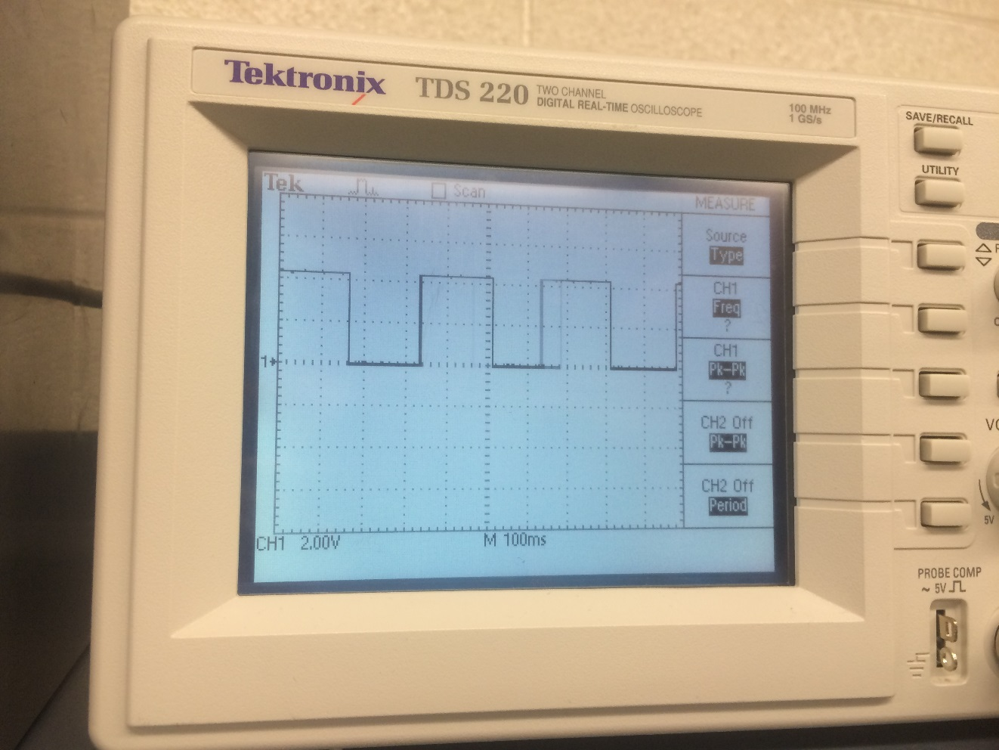 Tektronix TDS 220 TWO CHANNEL
DIGITAL REAL-TIME OSCILLOSCOPE
100 MHz
1 GS/s
SAVE/RECALL
UTILITY
Tek Scan MEASURE
Source
Type
CH1
Freq
?
CH1
Pk-Pk
?
CH2 Off
Pk-Pk
CH2 Off
Period
1
CH1 2.00V M 100ms
5V
PROBE COMP
~ 5V